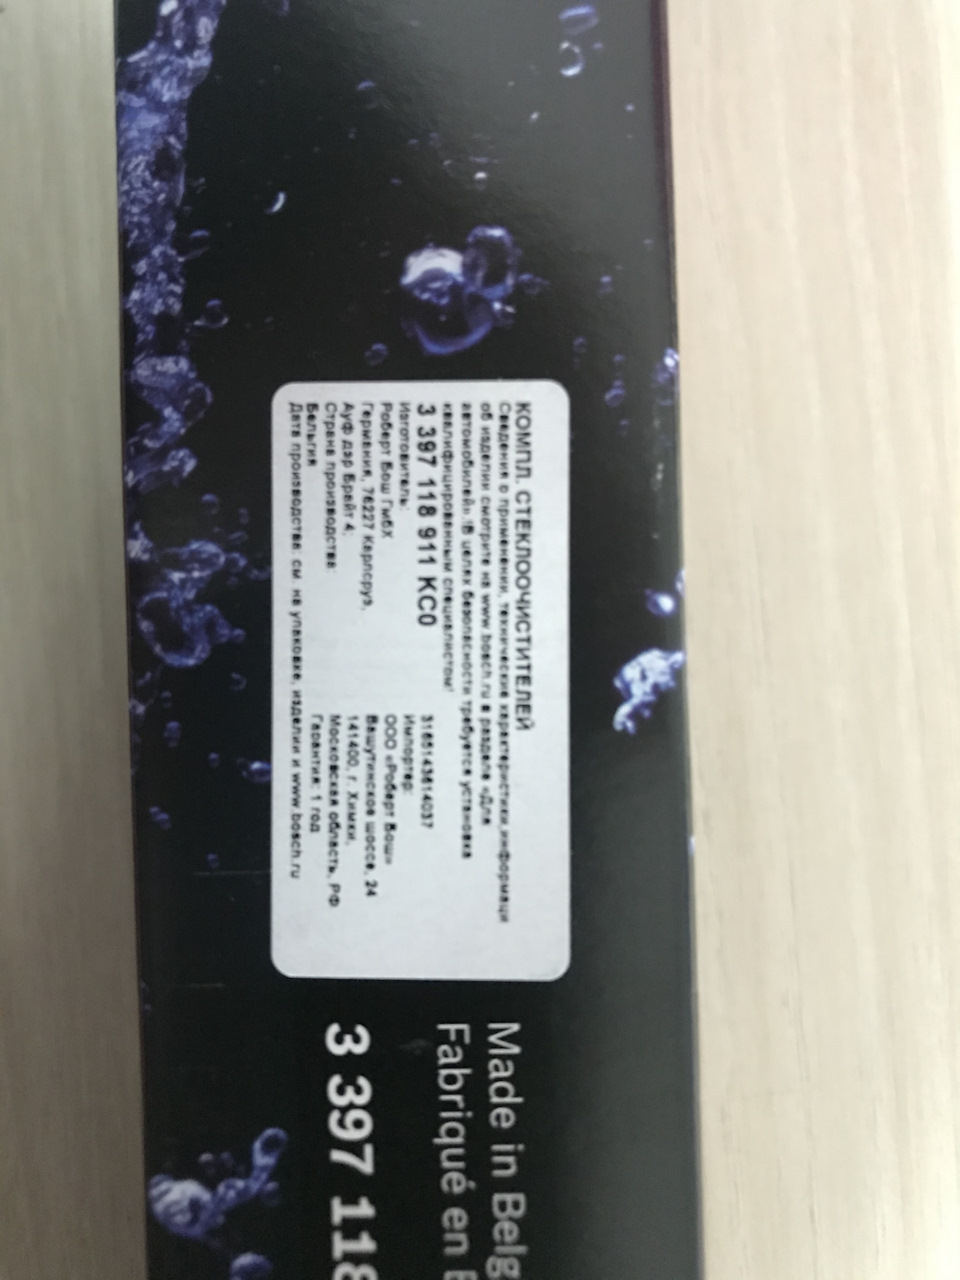 КОМПЛ. СТЕКЛООЧИСТИТЕЛЕЙ
Сведения о применении, технические характеристики,информаци
об изделии смотрите на www.bosch.ru в разделе «Для
автомобилей» !В целях безопасности требуется установка
квалифицированным специалистом!
3 397 118 911 KC0
Изготовитель:
Роберт Бош ГмбХ
Германия, 76227 Карлсруэ,
Ауф дэр Брайт 4,
Страна производства:
Бельгия
Дата производства: см. на упаковке, изделии и www.bosch.ru
3165143614037
Импортер:
ООО «Роберт Бош»
Вашутинское шоссе, 24
141400, г. Химки,
Московская область, РФ
Гарантия: 1 год
Made in Belg
Fabriqué en
3 397 118